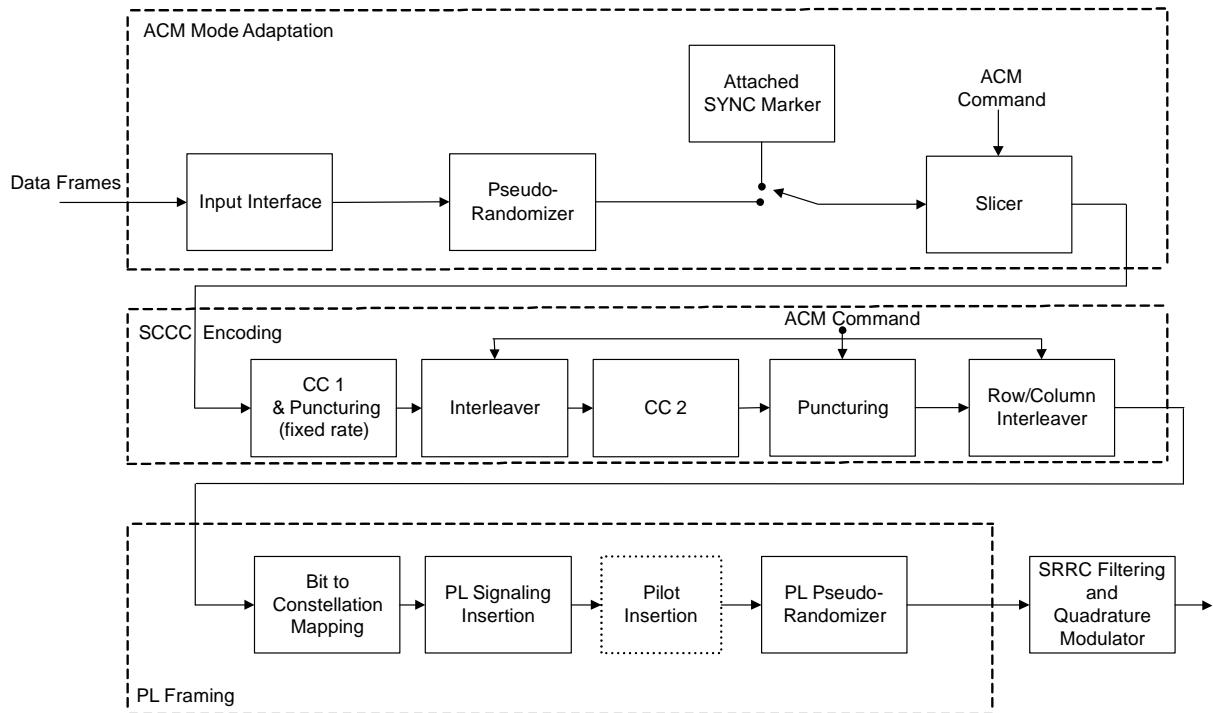 ACM Mode Adaptation
Attached
SYNC Marker
ACM
Command
Data Frames
Input Interface
Pseudo-
Randomizer
Slicer
SCCC Encoding
ACM Command
CC 1
& Puncturing
(fixed rate)
Interleaver
CC 2
Puncturing
Row/Column
Interleaver
Bit to
Constellation
Mapping
PL Signaling
Insertion
Pilot
Insertion
PL Pseudo-
Randomizer
SRRC Filtering
and
Quadrature
Modulator
PL Framing